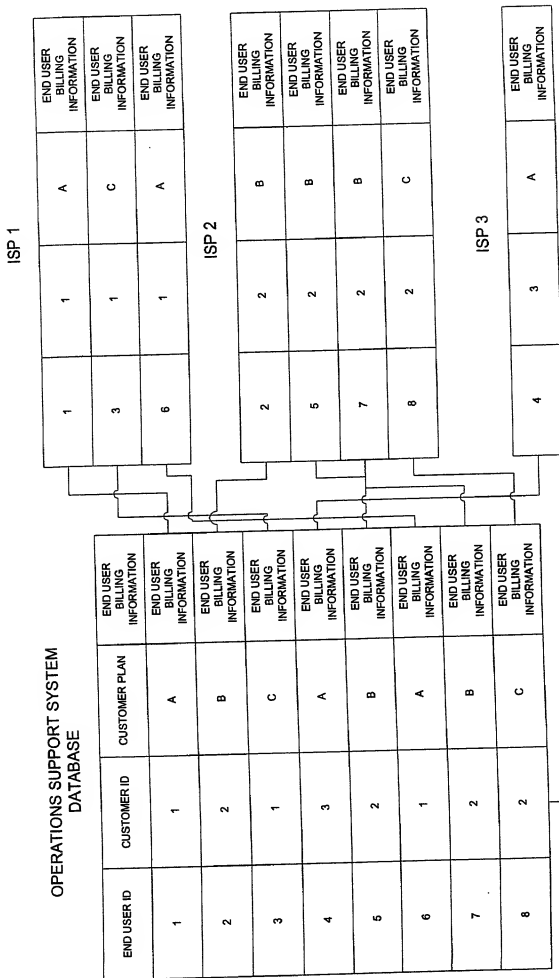 OPERATIONS SUPPORT SYSTEM
DATABASE
END USER ID
CUSTOMER ID
CUSTOMER PLAN
END USER
BILLING
INFORMATION
1
1
A
END USER
BILLING
INFORMATION
2
2
B
END USER
BILLING
INFORMATION
3
1
C
END USER
BILLING
INFORMATION
4
3
A
END USER
BILLING
INFORMATION
5
2
B
END USER
BILLING
INFORMATION
6
1
A
END USER
BILLING
INFORMATION
7
2
B
END USER
BILLING
INFORMATION
8
2
C
END USER
BILLING
INFORMATION
ISP 1
1
1
A
END USER
BILLING
INFORMATION
3
1
C
END USER
BILLING
INFORMATION
6
1
A
END USER
BILLING
INFORMATION
ISP 2
2
2
B
END USER
BILLING
INFORMATION
5
2
B
END USER
BILLING
INFORMATION
7
2
B
END USER
BILLING
INFORMATION
8
2
C
END USER
BILLING
INFORMATION
ISP 3
4
3
A
END USER
BILLING
INFORMATION